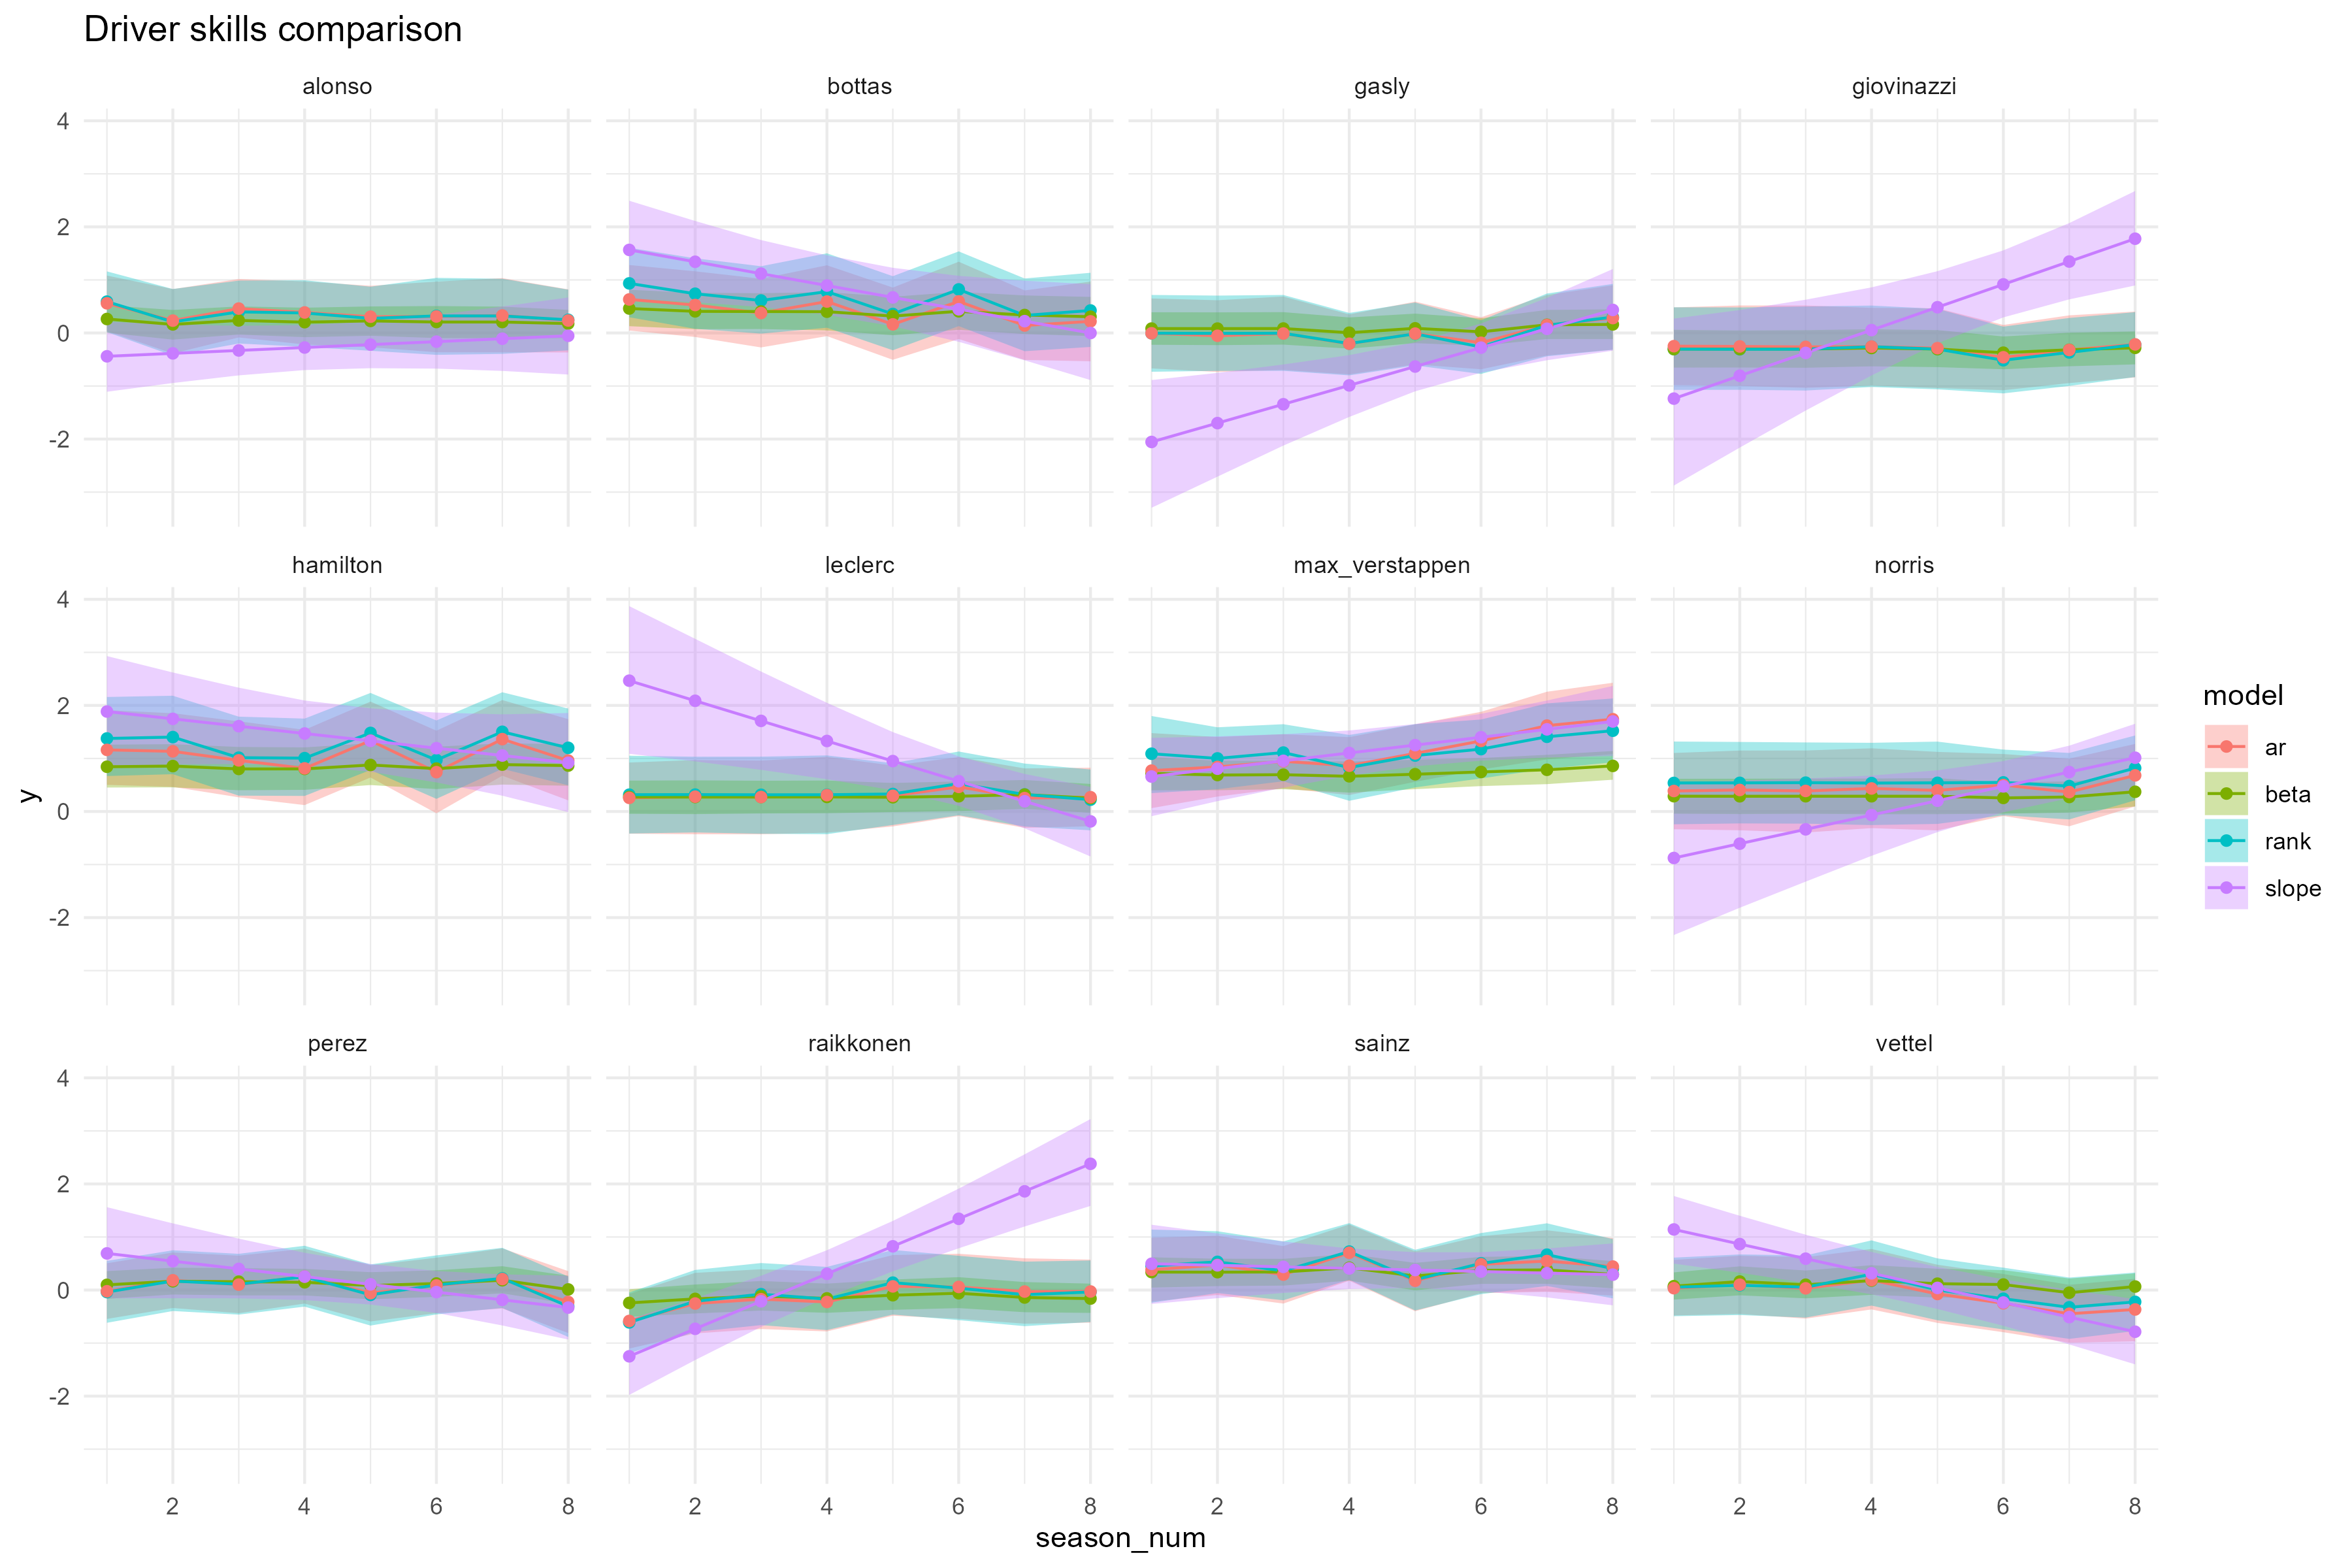 Driver skills comparison
alonso
bottas
gasly
giovinazzi
4
2
0
-2
hamilton
leclerc
max_verstappen
norris
4
2
0
-2
perez
raikkonen
sainz
vettel
4
2
0
-2
2 4 6 8
2 4 6 8
2 4 6 8
2 4 6 8
season_num
y
model
ar
beta
rank
slope